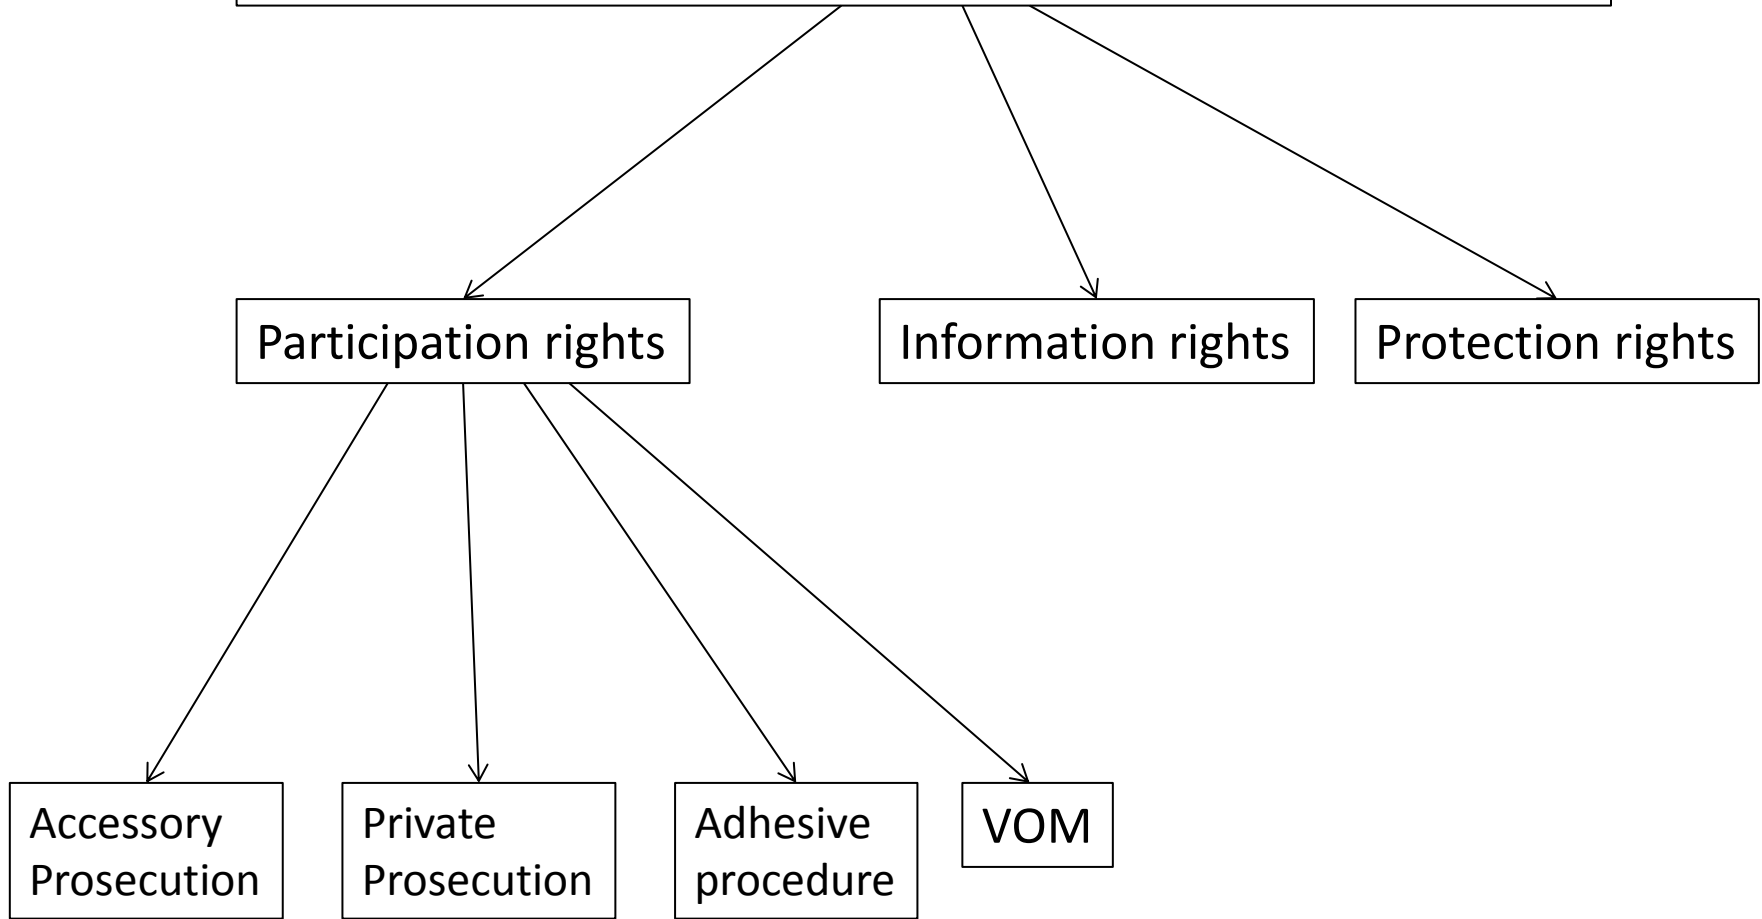 Participation rights
Information rights
Protection rights
Accessory
Prosecution
Private
Prosecution
Adhesive
procedure
VOM